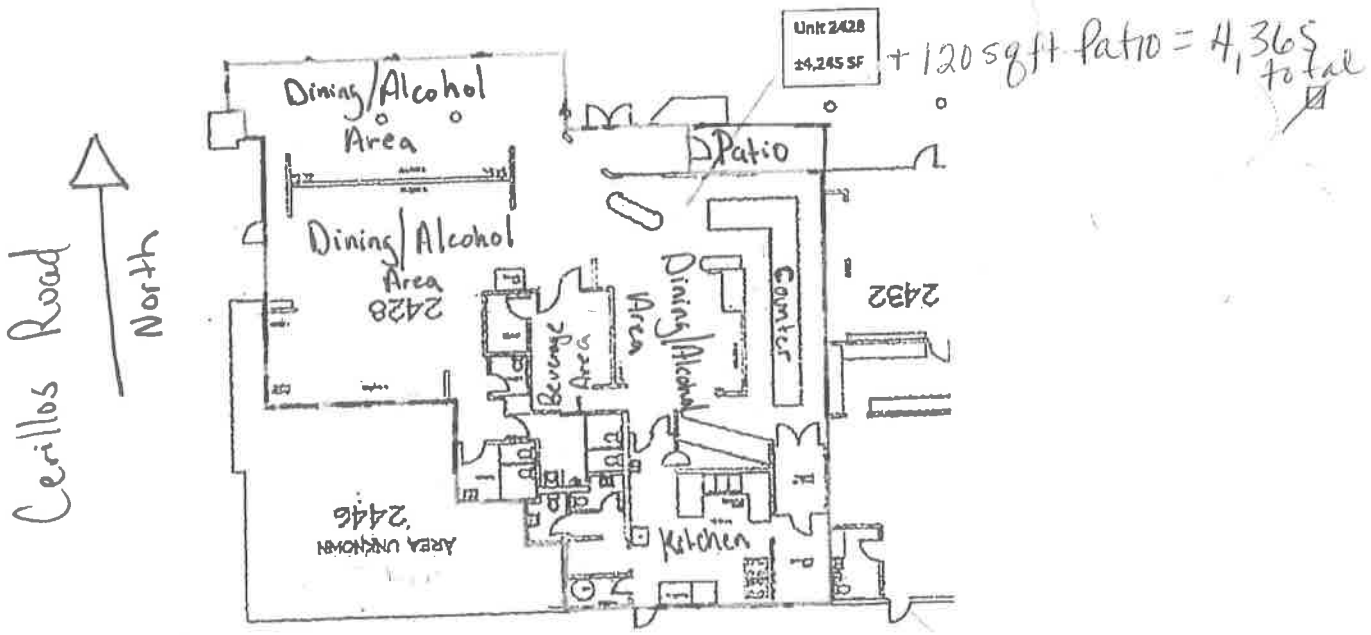 Unit 2428
±4,245 SF
+ 120 sqft Patio = 4,365
total
Dining/Alcohol
Area
Patio
Dining/Alcohol
Area
2428
Beverage
Area
Dining/Alcohol
Area
Counter
2432
Cerillos Road
North
2446
AREA UNKNOWN
Kitchen